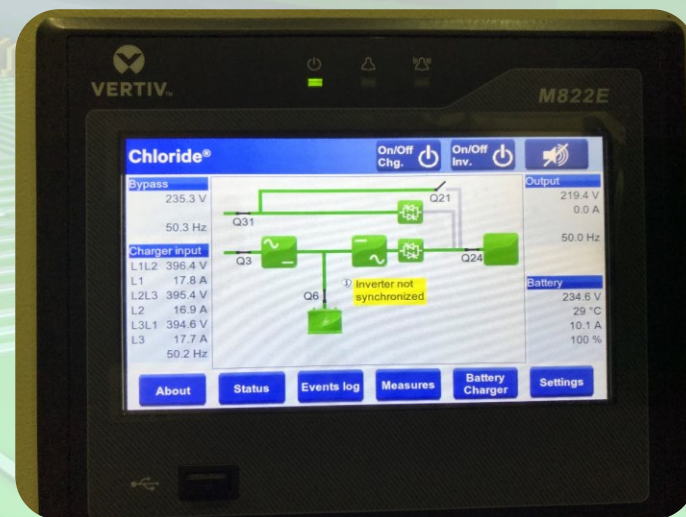 VERTIV™
M822E
Chloride®
On/Off
Chg.
On/Off
Inv.
Bypass
235.3 V
50.3 Hz
Charger input
L1L2 396.4 V
L1 17.8 A
L2L3 395.4 V
L2 16.9 A
L3L1 394.6 V
L3 17.7 A
50.2 Hz
Q31
Q21
Q3
Q24
Q6
Inverter not
synchronized
Output
219.4 V
0.0 A
50.0 Hz
Battery
234.6 V
29 °C
10.1 A
100 %
About
Status
Events log
Measures
Battery
Charger
Settings